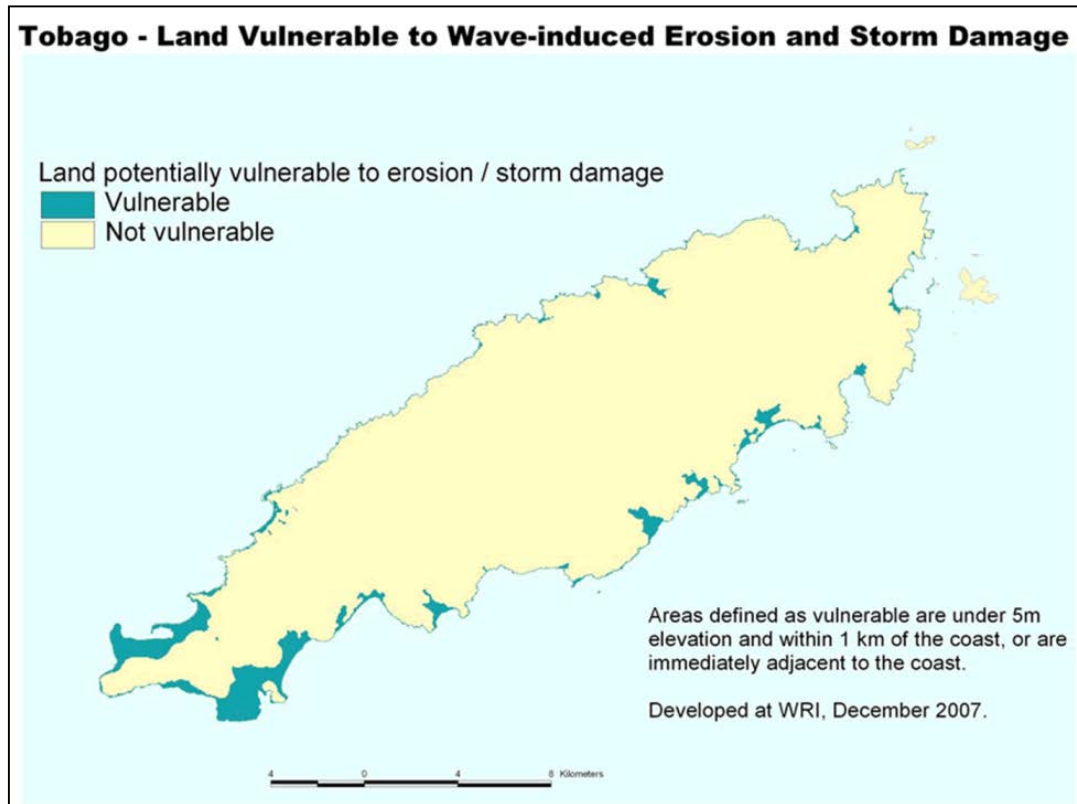 Tobago - Land Vulnerable to Wave-induced Erosion and Storm Damage
Land potentially vulnerable to erosion / storm damage
Vulnerable
Not vulnerable
Areas defined as vulnerable are under 5m
elevation and within 1 km of the coast, or are
immediately adjacent to the coast.
Developed at WRI, December 2007.
4 0 4 8 Kilometers